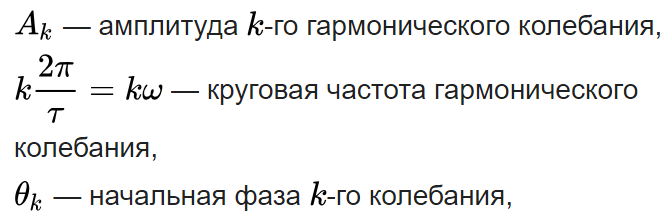 A_k — амплитуда k-го гармонического колебания,
k 2π/τ = kω — круговая частота гармонического
колебания,
θ_k — начальная фаза k-го колебания,